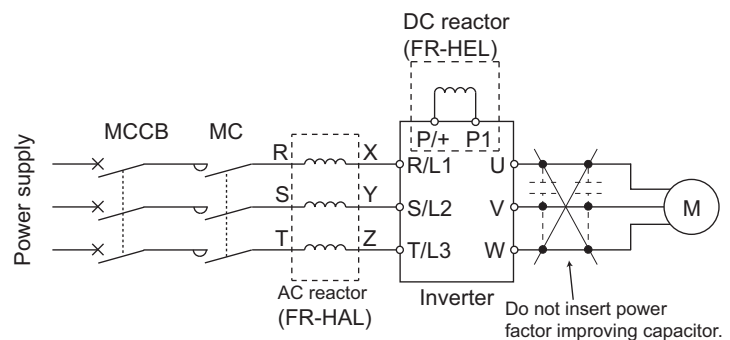 DC reactor
(FR-HEL)
MCCB
MC
P/+
P1
R
X
R/L1
U
S
Y
S/L2
V
M
T
Z
T/L3
W
Power supply
AC reactor
(FR-HAL)
Inverter
Do not insert power
factor improving capacitor.